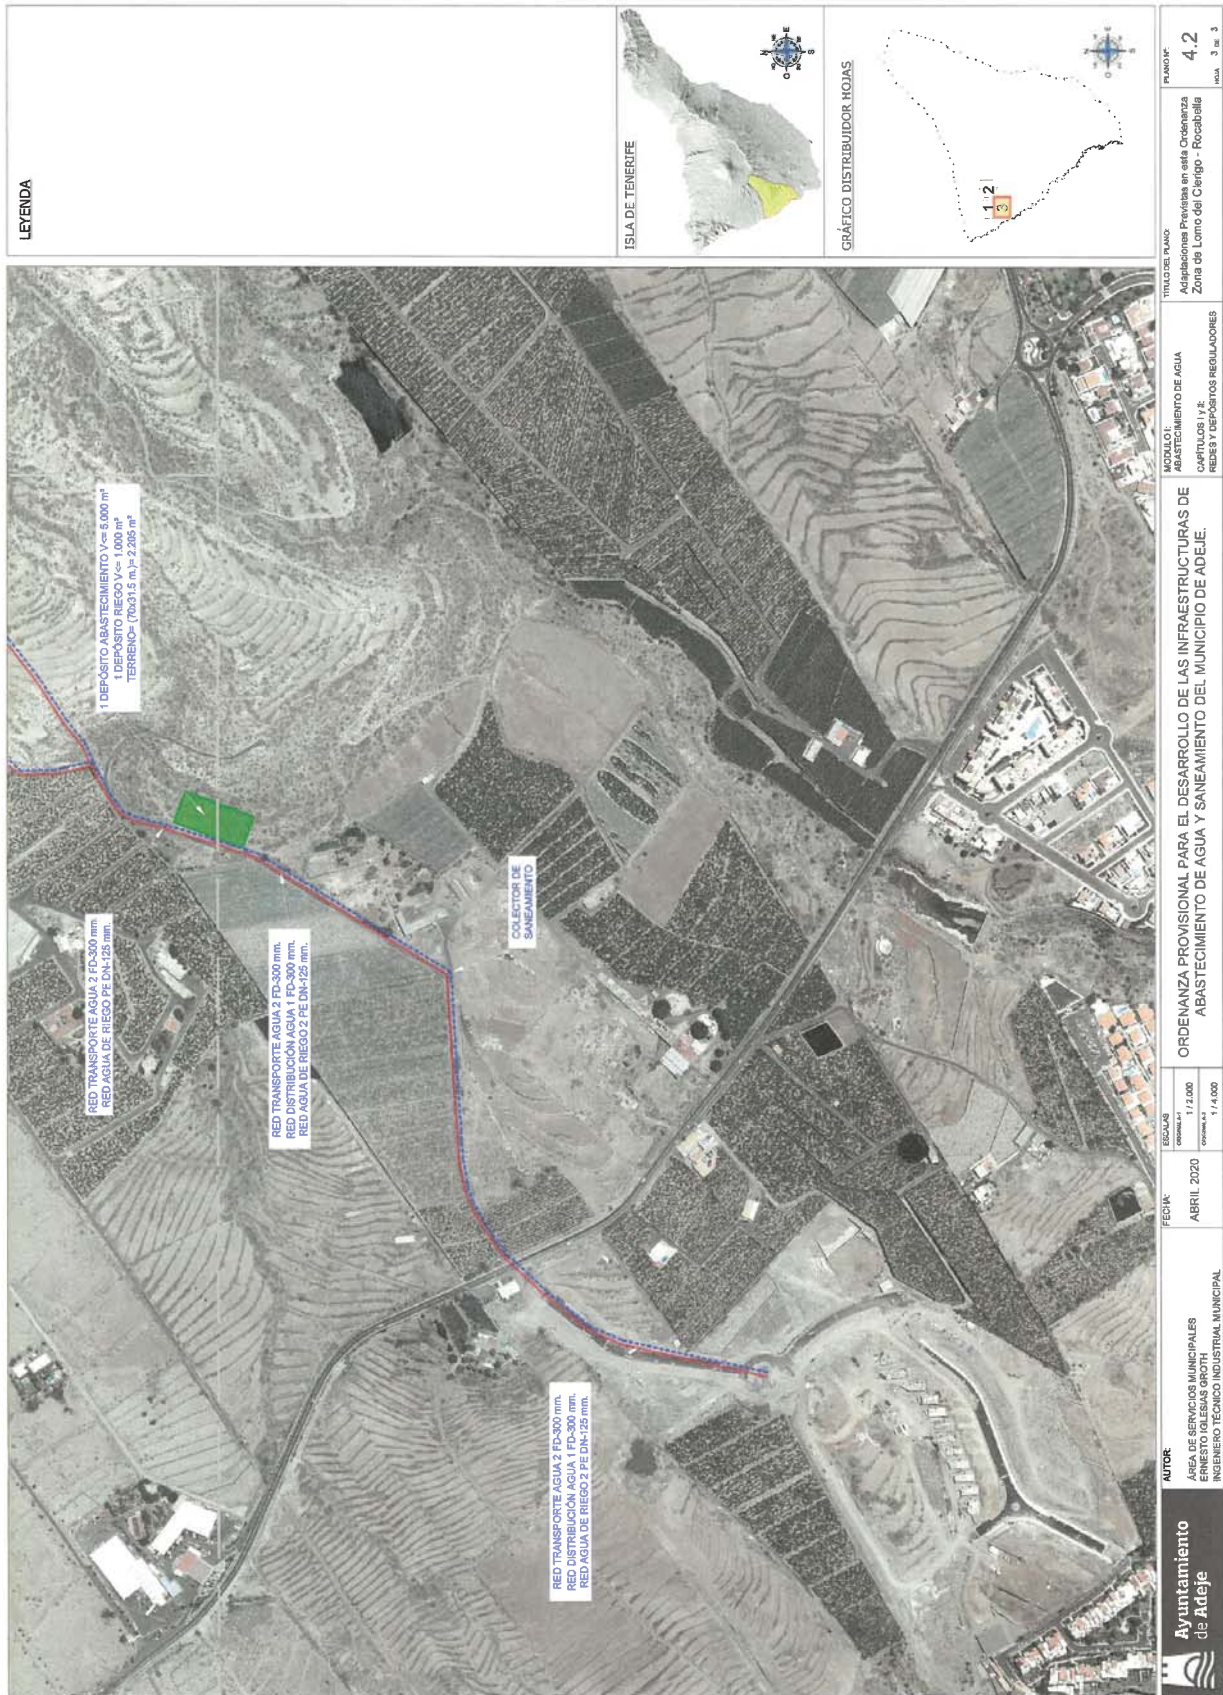 LEYENDA
ISLA DE TENERIFE
GRÁFICO DISTRIBUIDOR HOJAS
1
2
3
1 DEPÓSITO ABASTECIMIENTO V<= 5.000 m³
1 DEPÓSITO RIEGO V<= 1.000 m³
TERRENO= (70x31.5 m.)= 2.205 m²
RED TRANSPORTE AGUA 2 FD-300 mm.
RED AGUA DE RIEGO PE DN-125 mm.
RED TRANSPORTE AGUA 2 FD-300 mm.
RED DISTRIBUCIÓN AGUA 1 FD-300 mm.
RED AGUA DE RIEGO 2 PE DN-125 mm.
COLECTOR DE
SANEAMIENTO
RED TRANSPORTE AGUA 2 FD-300 mm.
RED DISTRIBUCIÓN AGUA 1 FD-300 mm.
RED AGUA DE RIEGO 2 PE DN-125 mm.
Ayuntamiento
de Adeje
AUTOR:
ÁREA DE SERVICIOS MUNICIPALES
ERNESTO IGLESIAS GROTH
INGENIERO TÉCNICO INDUSTRIAL MUNICIPAL
FECHA:
ABRIL 2020
ESCALAS
ORIGINAL A-1
1 / 2.000
ORIGINAL A-3
1 / 4.000
ORDENANZA PROVISIONAL PARA EL DESARROLLO DE LAS INFRAESTRUCTURAS DE
ABASTECIMIENTO DE AGUA Y SANEAMIENTO DEL MUNICIPIO DE ADEJE.
MODULO I:
ABASTECIMIENTO DE AGUA
CAPÍTULOS I y II:
REDES Y DEPÓSITOS REGULADORES
TITULO DEL PLANO:
Adaptaciones Previstas en esta Ordenanza
Zona de Lomo del Clerigo - Rocabella
PLANO Nº:
4.2
HOJA 3 DE 3